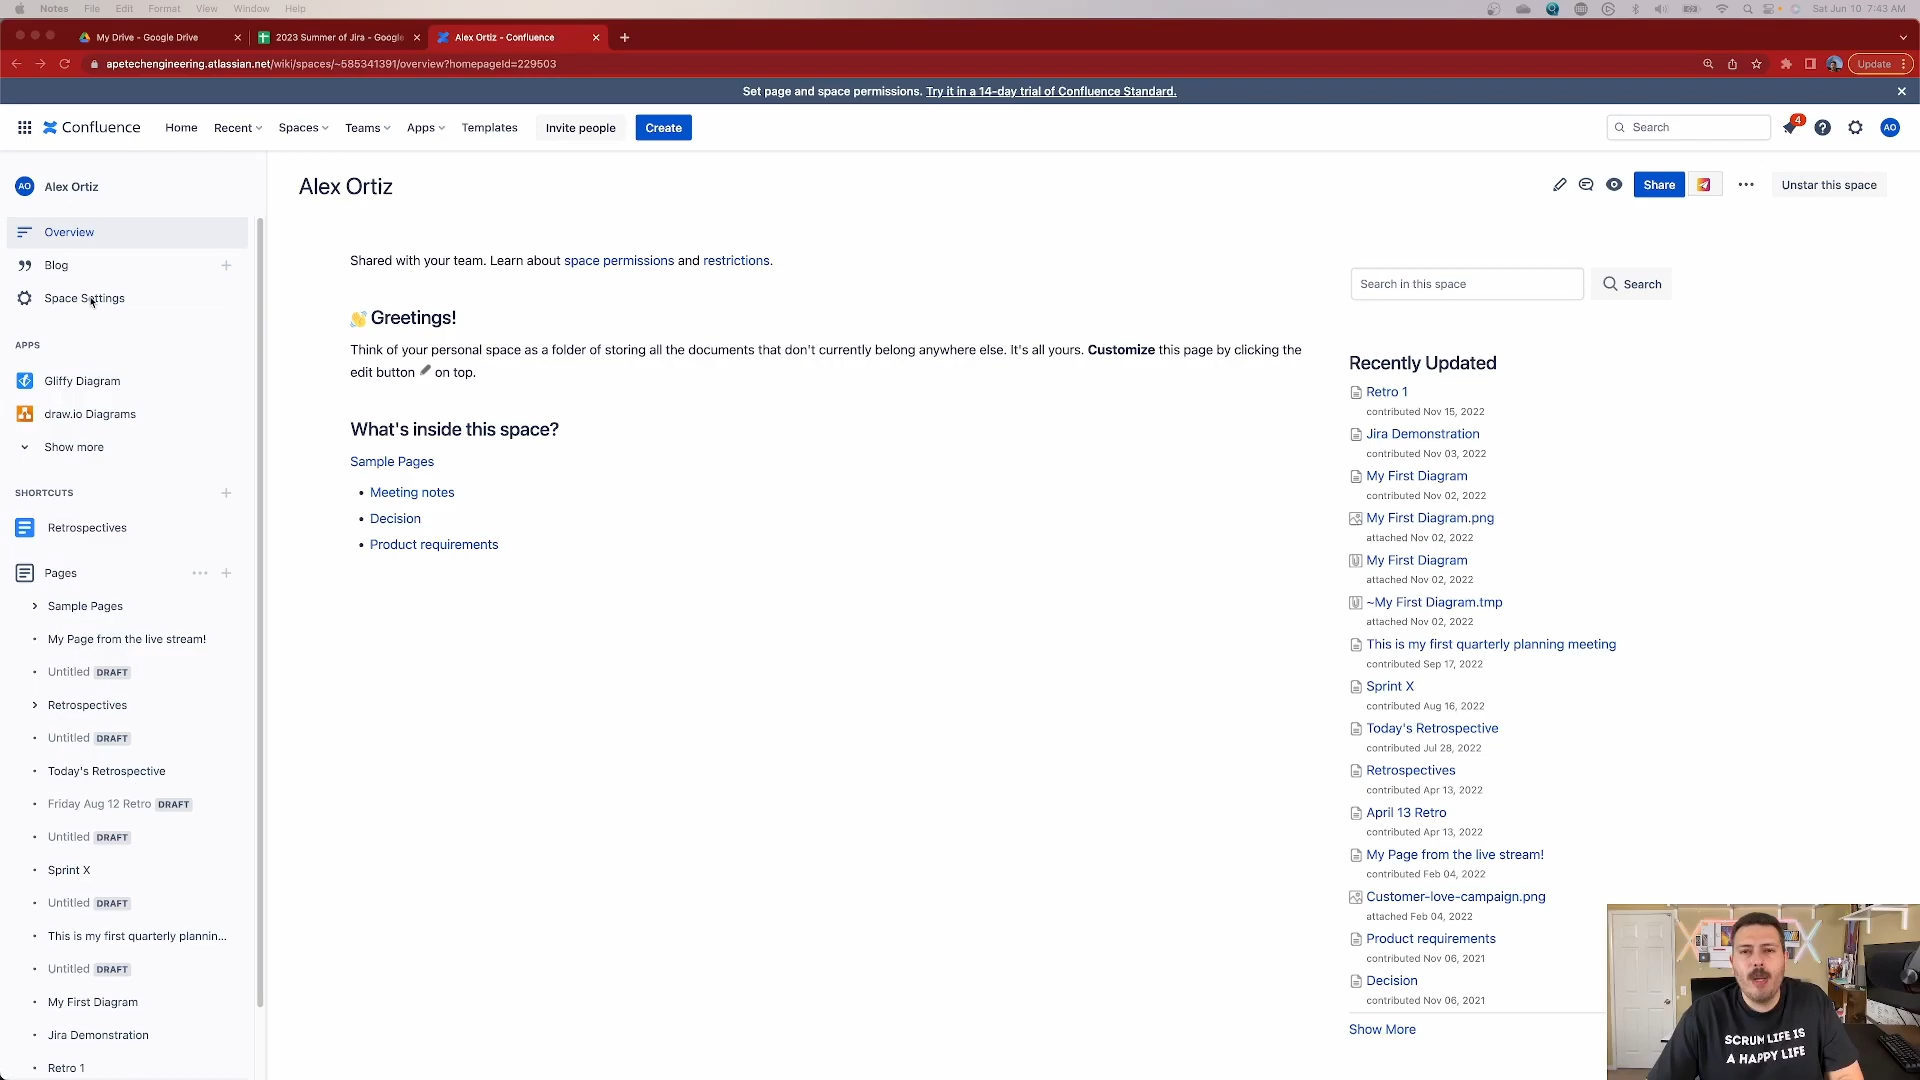 Notes File Edit Format View Window Help
Sat Jun 10 7:43 AM
My Drive - Google Drive
2023 Summer of Jira - Google
Alex Ortiz - Confluence
apetechengineering.atlassian.net/wiki/spaces/~585341391/overview?homepageId=229503
Update
Set page and space permissions. Try it in a 14-day trial of Confluence Standard.
Confluence Home Recent Spaces Teams Apps Templates Invite people Create
Search
4
AO
AO Alex Ortiz
Overview
Blog
Space Settings
APPS
Gliffy Diagram
draw.io Diagrams
Show more
SHORTCUTS
Retrospectives
Pages
Sample Pages
My Page from the live stream!
Untitled DRAFT
Retrospectives
Untitled DRAFT
Today's Retrospective
Friday Aug 12 Retro DRAFT
Untitled DRAFT
Sprint X
Untitled DRAFT
This is my first quarterly plannin...
Untitled DRAFT
My First Diagram
Jira Demonstration
Retro 1
Alex Ortiz
Share
Unstar this space
Shared with your team. Learn about space permissions and restrictions.
Greetings!
Think of your personal space as a folder of storing all the documents that don't currently belong anywhere else. It's all yours. Customize this page by clicking the
edit button on top.
What's inside this space?
Sample Pages
• Meeting notes
• Decision
• Product requirements
Search in this space
Search
Recently Updated
Retro 1
contributed Nov 15, 2022
Jira Demonstration
contributed Nov 03, 2022
My First Diagram
contributed Nov 02, 2022
My First Diagram.png
attached Nov 02, 2022
My First Diagram
attached Nov 02, 2022
~My First Diagram.tmp
attached Nov 02, 2022
This is my first quarterly planning meeting
contributed Sep 17, 2022
Sprint X
contributed Aug 16, 2022
Today's Retrospective
contributed Jul 28, 2022
Retrospectives
contributed Apr 13, 2022
April 13 Retro
contributed Apr 13, 2022
My Page from the live stream!
contributed Feb 04, 2022
Customer-love-campaign.png
attached Feb 04, 2022
Product requirements
contributed Nov 06, 2021
Decision
contributed Nov 06, 2021
Show More
SCRUM LIFE IS
A HAPPY LIFE